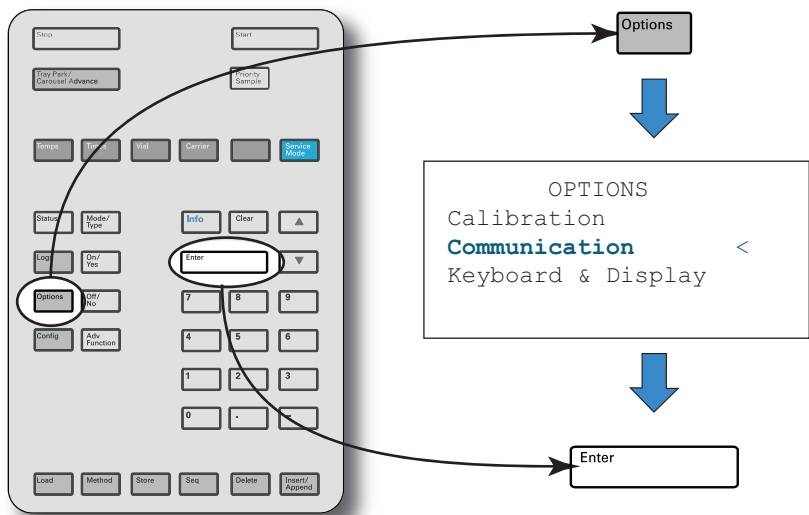 Stop
Start
Tray Park/
Carousel Advance
Priority
Sample
Temps
Times
Vial
Carrier
Service
Mode
Status
Mode/
Type
Info
Clear
Logs
On/
Yes
Enter
Options
Off/
No
7
8
9
Config
Adv
Function
4
5
6
1
2
3
0
.
–
Load
Method
Store
Seq
Delete
Insert/
Append
Options
OPTIONS
Calibration
Communication <
Keyboard & Display
Enter